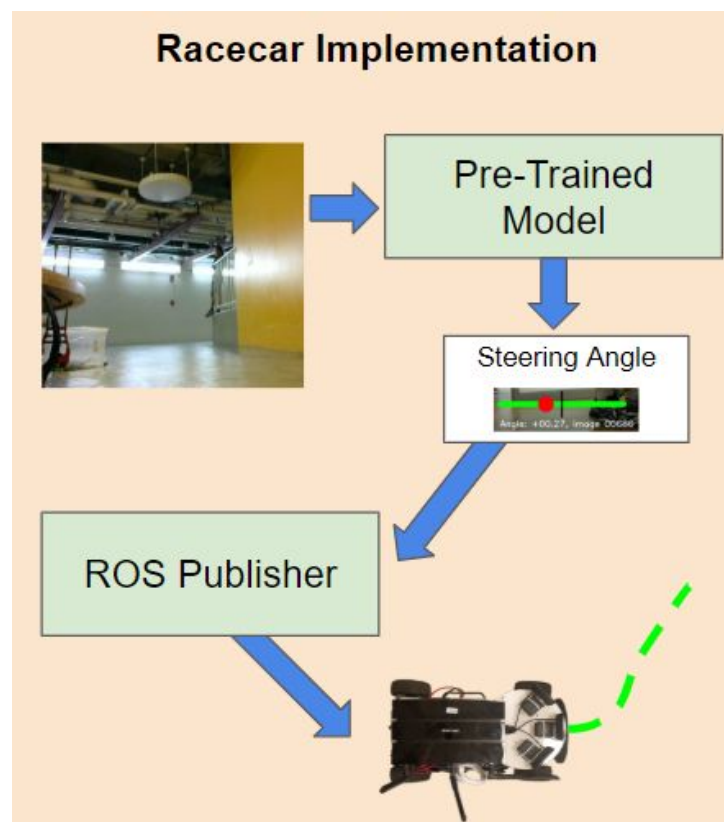 Racecar Implementation
Pre-Trained
Model
Steering Angle
Angle: +00.27, image 00686
ROS Publisher